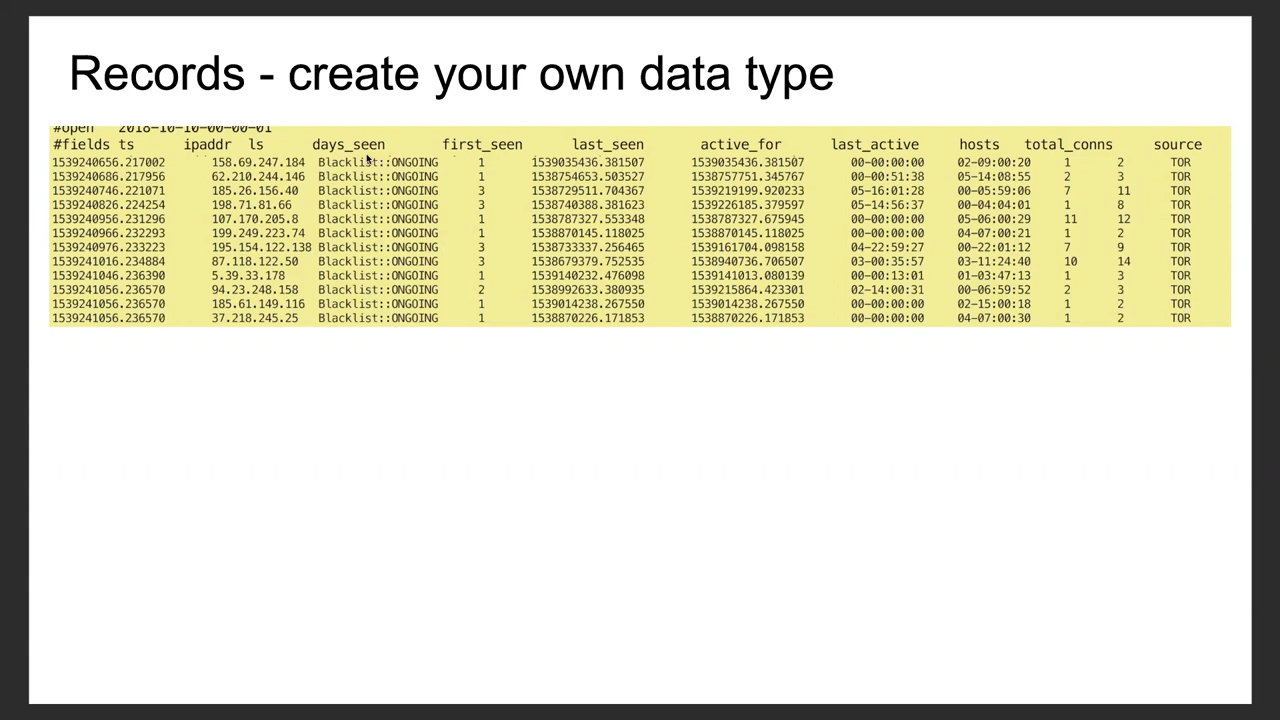 Records - create your own data type
#open 2018-10-10-00-00-01
#fields ts ipaddr ls days_seen first_seen last_seen active_for last_active hosts total_conns source
1539240656.217002 158.69.247.184 Blacklist::ONGOING 1 1539035436.381507 1539035436.381507 00-00:00:00 02-09:00:20 1 2 TOR
1539240686.217956 62.210.244.146 Blacklist::ONGOING 1 1538754653.503527 1538757751.345767 00-00:51:38 05-14:08:55 2 3 TOR
1539240746.221071 185.26.156.40 Blacklist::ONGOING 3 1538729511.704367 1539219199.920233 05-16:01:28 00-05:59:06 7 11 TOR
1539240826.224254 198.71.81.66 Blacklist::ONGOING 3 1538740388.381623 1539226185.379597 05-14:56:37 00-04:04:01 1 8 TOR
1539240956.231296 107.170.205.8 Blacklist::ONGOING 1 1538787327.553348 1538787327.675945 00-00:00:00 05-06:00:29 11 12 TOR
1539240966.232293 199.249.223.74 Blacklist::ONGOING 1 1538870145.118025 1538870145.118025 00-00:00:00 04-07:00:21 1 2 TOR
1539240976.233223 195.154.122.138 Blacklist::ONGOING 3 1538733337.256465 1539161704.098158 04-22:59:27 00-22:01:12 7 9 TOR
1539241016.234884 87.118.122.50 Blacklist::ONGOING 3 1538679379.752535 1538940736.706507 03-00:35:57 03-11:24:40 10 14 TOR
1539241046.236390 5.39.33.178 Blacklist::ONGOING 1 1539140232.476098 1539141013.080139 00-00:13:01 01-03:47:13 1 3 TOR
1539241056.236570 94.23.248.158 Blacklist::ONGOING 2 1538992633.380935 1539215864.423301 02-14:00:31 00-06:59:52 2 3 TOR
1539241056.236570 185.61.149.116 Blacklist::ONGOING 1 1539014238.267550 1539014238.267550 00-00:00:00 02-15:00:18 1 2 TOR
1539241056.236570 37.218.245.25 Blacklist::ONGOING 1 1538870226.171853 1538870226.171853 00-00:00:00 04-07:00:30 1 2 TOR